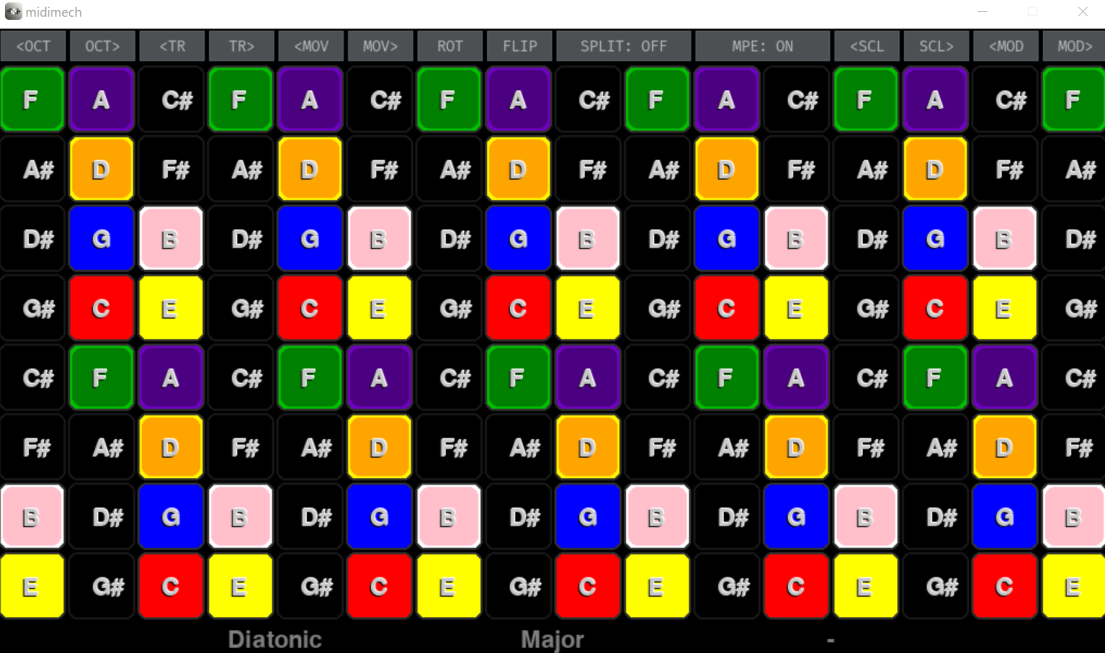 midimech
<OCT OCT> <TR TR> <MOV MOV> ROT FLIP SPLIT: OFF MPE: ON <SCL SCL> <MOD MOD>
F A C# F A C# F A C# F A C# F A C# F
A# D F# A# D F# A# D F# A# D F# A# D F# A#
D# G B D# G B D# G B D# G B D# G B D#
G# C E G# C E G# C E G# C E G# C E G#
C# F A C# F A C# F A C# F A C# F A C#
F# A# D F# A# D F# A# D F# A# D F# A# D F#
B D# G B D# G B D# G B D# G B D# G B
E G# C E G# C E G# C E G# C E G# C E
Diatonic Major -